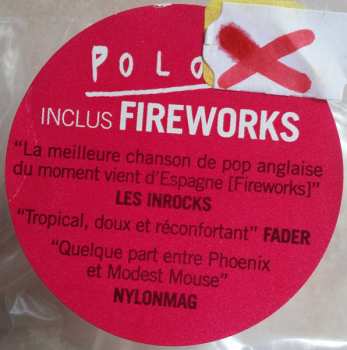 POLO
INCLUS FIREWORKS
“La meilleure chanson de pop anglaise
du moment vient d’Espagne [Fireworks]”
LES INROCKS
“Tropical, doux et réconfortant” FADER
“Quelque part entre Phoenix
et Modest Mouse”
NYLONMAG